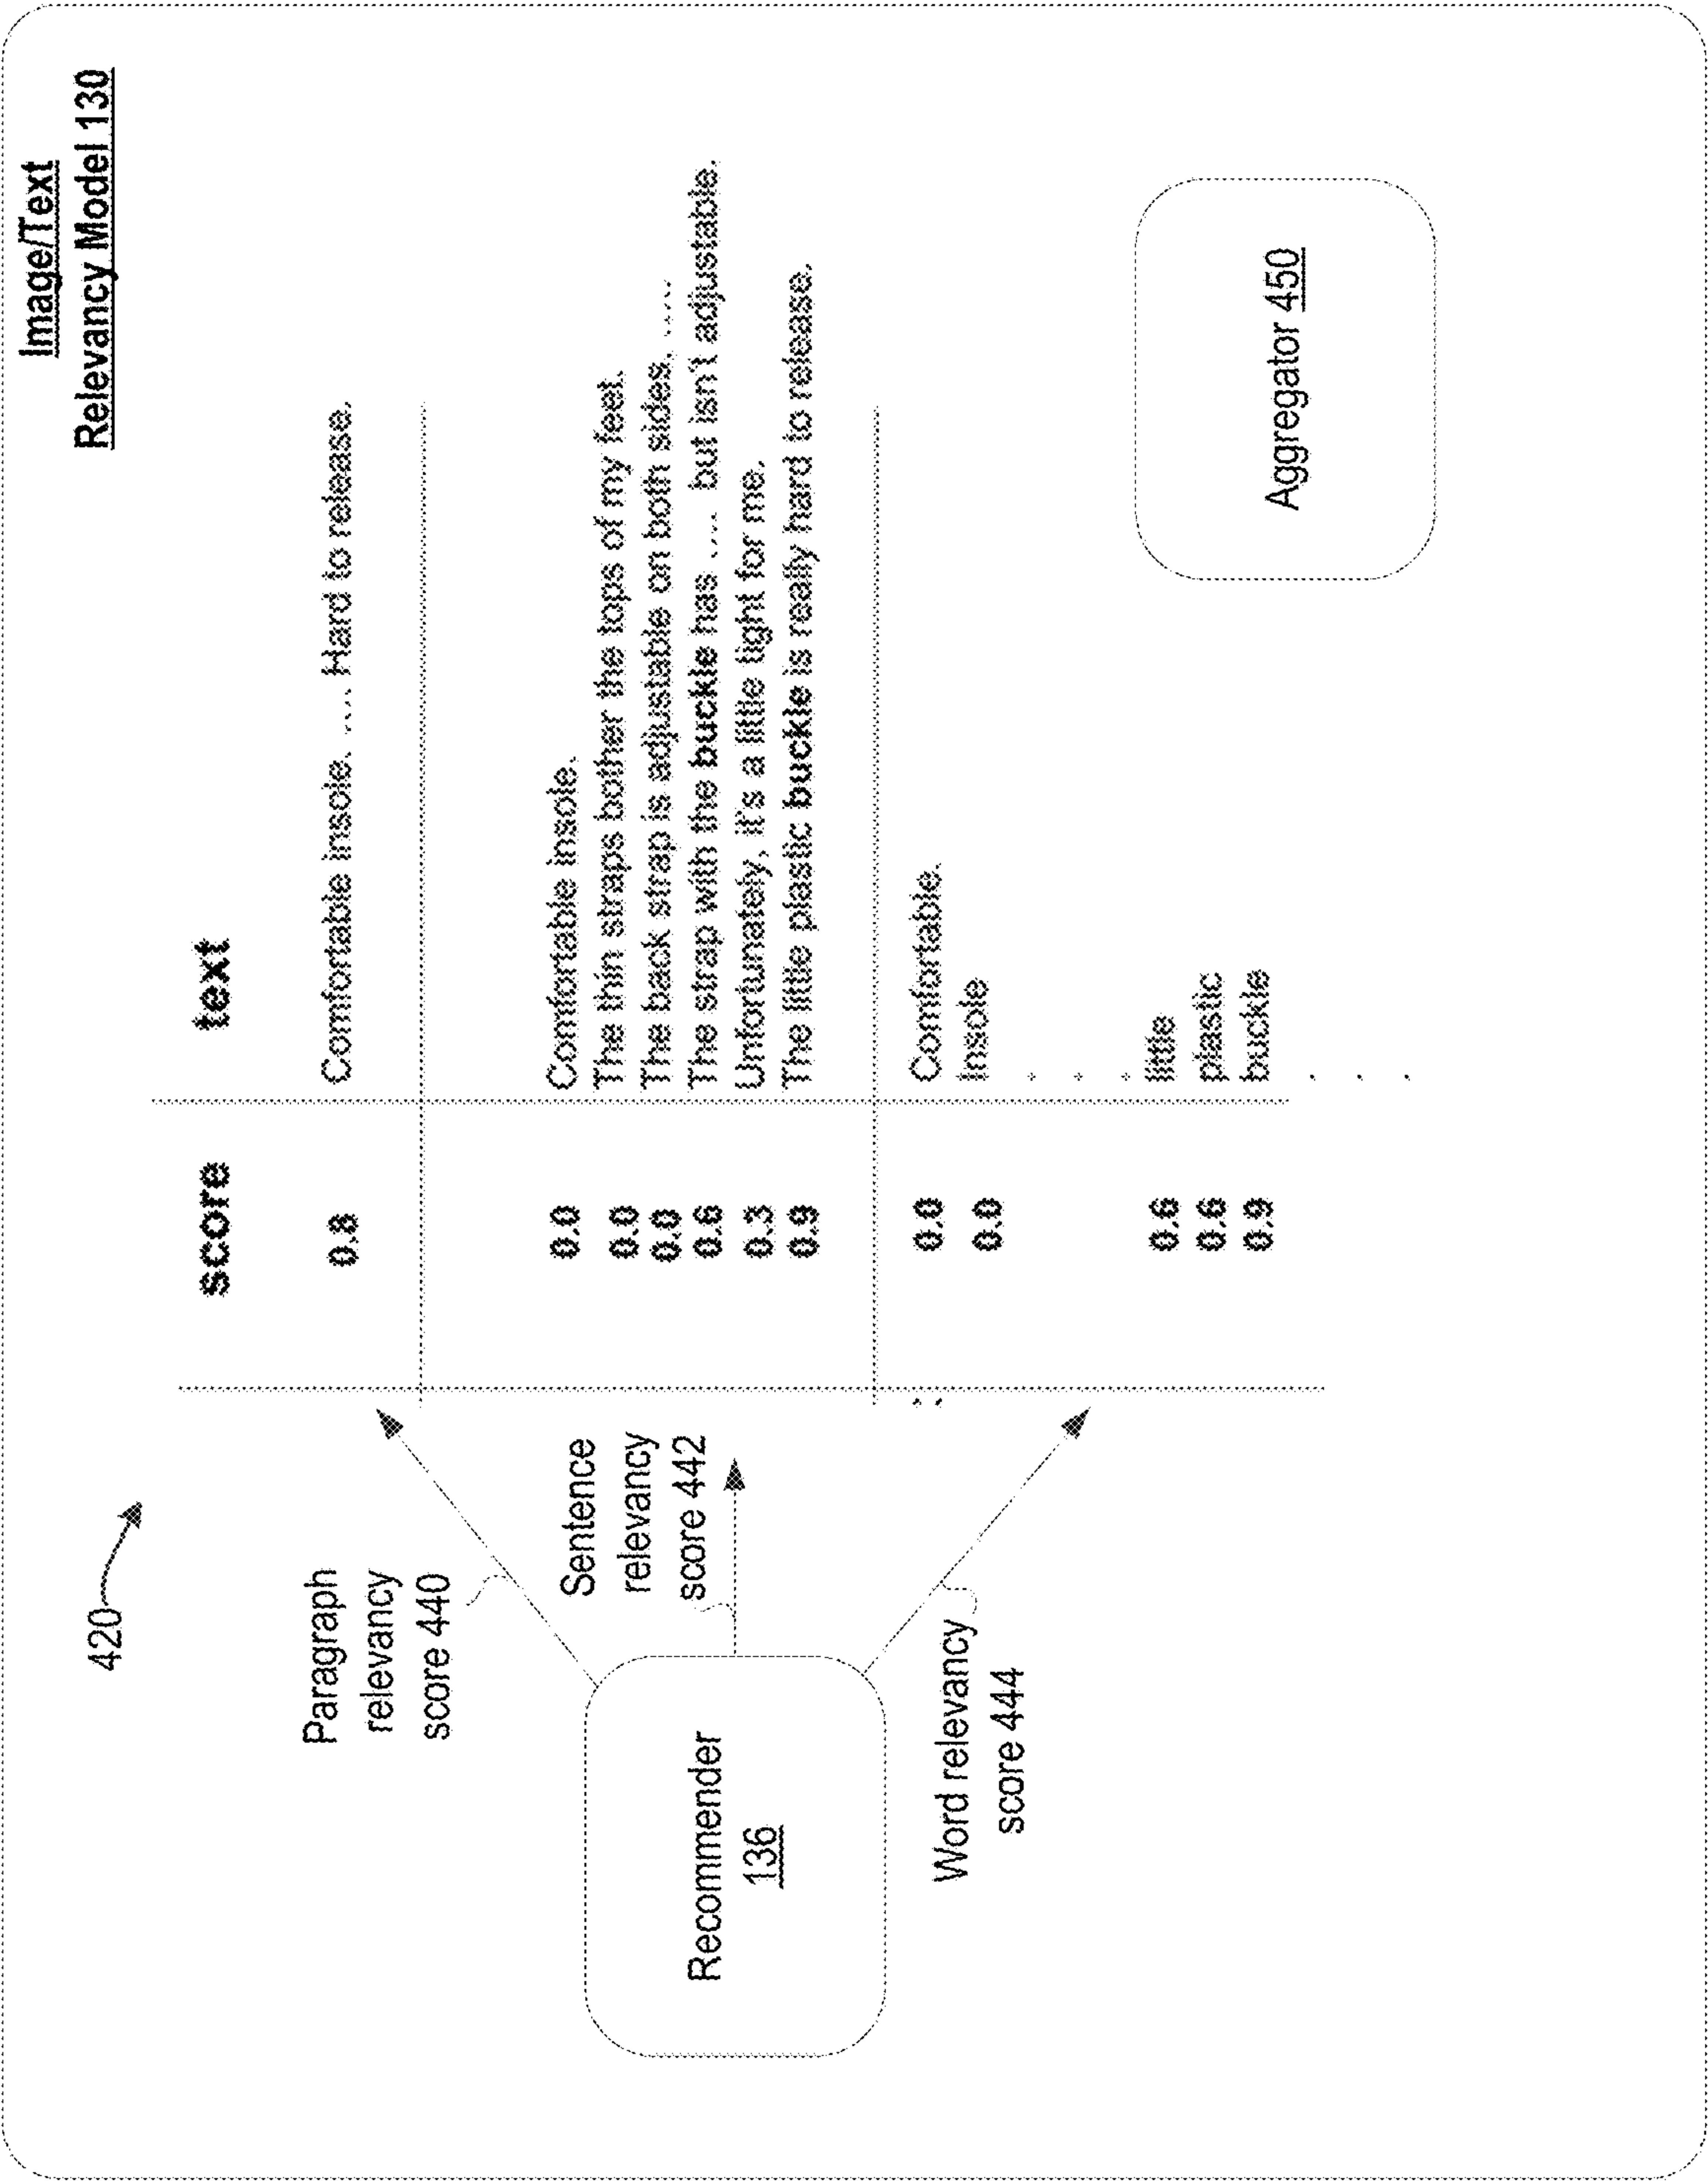 Image/Text
Relevancy Model 130
420
score
text
Paragraph
relevancy
score 440
0.8
Comfortable insole. .... Hard to release.
Sentence
relevancy
score 442
0.0
Comfortable insole.
0.0
The thin straps bother the tops of my feet.
0.0
The back strap is adjustable on both sides. .....
0.6
The strap with the buckle has .... but isn't adjustable.
0.3
Unfortunately, it's a little tight for me.
0.9
The little plastic buckle is really hard to release.
Recommender
136
Word relevancy
score 444
0.0
Comfortable.
0.0
Insole
. . .
0.6
little
0.6
plastic
0.9
buckle
. . .
Aggregator 450